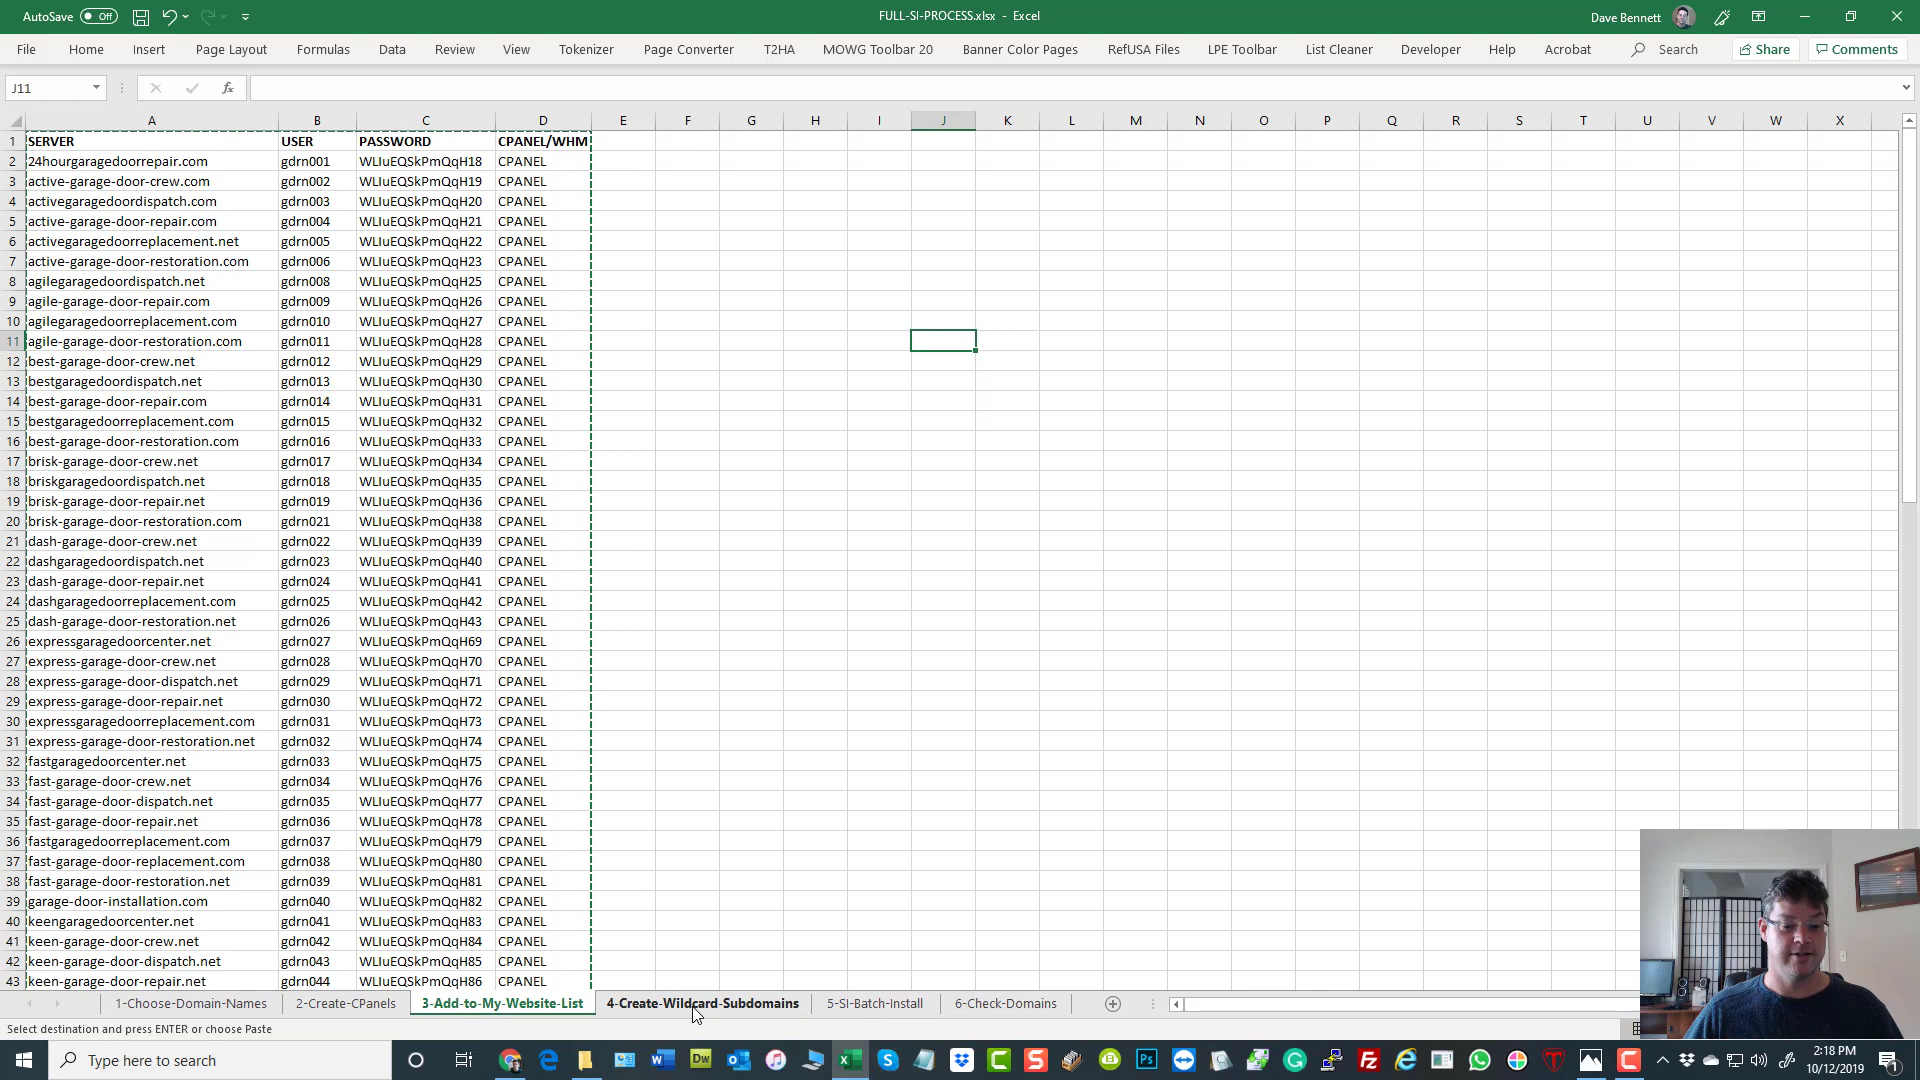 AutoSave Off FULL-SI-PROCESS.xlsx - Excel Dave Bennett
File Home Insert Page Layout Formulas Data Review View Tokenizer Page Converter T2HA MOWG Toolbar 20 Banner Color Pages RefUSA Files LPE Toolbar List Cleaner Developer Help Acrobat Search Share Comments
J11 fx
A B C D E F G H I J K L M N O P Q R S T U V W X
1 SERVER USER PASSWORD CPANEL/WHM
2 24hourgaragedoorrepair.com gdrn001 WLIuEQSkPmQqH18 CPANEL
3 active-garage-door-crew.com gdrn002 WLIuEQSkPmQqH19 CPANEL
4 activegaragedoordispatch.com gdrn003 WLIuEQSkPmQqH20 CPANEL
5 active-garage-door-repair.com gdrn004 WLIuEQSkPmQqH21 CPANEL
6 activegaragedoorreplacement.net gdrn005 WLIuEQSkPmQqH22 CPANEL
7 active-garage-door-restoration.com gdrn006 WLIuEQSkPmQqH23 CPANEL
8 agilegaragedoordispatch.net gdrn008 WLIuEQSkPmQqH25 CPANEL
9 agile-garage-door-repair.com gdrn009 WLIuEQSkPmQqH26 CPANEL
10 agilegaragedoorreplacement.com gdrn010 WLIuEQSkPmQqH27 CPANEL
11 agile-garage-door-restoration.com gdrn011 WLIuEQSkPmQqH28 CPANEL
12 best-garage-door-crew.net gdrn012 WLIuEQSkPmQqH29 CPANEL
13 bestgaragedoordispatch.net gdrn013 WLIuEQSkPmQqH30 CPANEL
14 best-garage-door-repair.com gdrn014 WLIuEQSkPmQqH31 CPANEL
15 bestgaragedoorreplacement.com gdrn015 WLIuEQSkPmQqH32 CPANEL
16 best-garage-door-restoration.com gdrn016 WLIuEQSkPmQqH33 CPANEL
17 brisk-garage-door-crew.net gdrn017 WLIuEQSkPmQqH34 CPANEL
18 briskgaragedoordispatch.net gdrn018 WLIuEQSkPmQqH35 CPANEL
19 brisk-garage-door-repair.net gdrn019 WLIuEQSkPmQqH36 CPANEL
20 brisk-garage-door-restoration.com gdrn021 WLIuEQSkPmQqH38 CPANEL
21 dash-garage-door-crew.net gdrn022 WLIuEQSkPmQqH39 CPANEL
22 dashgaragedoordispatch.net gdrn023 WLIuEQSkPmQqH40 CPANEL
23 dash-garage-door-repair.net gdrn024 WLIuEQSkPmQqH41 CPANEL
24 dashgaragedoorreplacement.com gdrn025 WLIuEQSkPmQqH42 CPANEL
25 dash-garage-door-restoration.net gdrn026 WLIuEQSkPmQqH43 CPANEL
26 expressgaragedoorcenter.net gdrn027 WLIuEQSkPmQqH69 CPANEL
27 express-garage-door-crew.net gdrn028 WLIuEQSkPmQqH70 CPANEL
28 express-garage-door-dispatch.net gdrn029 WLIuEQSkPmQqH71 CPANEL
29 express-garage-door-repair.net gdrn030 WLIuEQSkPmQqH72 CPANEL
30 expressgaragedoorreplacement.com gdrn031 WLIuEQSkPmQqH73 CPANEL
31 express-garage-door-restoration.net gdrn032 WLIuEQSkPmQqH74 CPANEL
32 fastgaragedoorcenter.net gdrn033 WLIuEQSkPmQqH75 CPANEL
33 fast-garage-door-crew.net gdrn034 WLIuEQSkPmQqH76 CPANEL
34 fast-garage-door-dispatch.net gdrn035 WLIuEQSkPmQqH77 CPANEL
35 fast-garage-door-repair.net gdrn036 WLIuEQSkPmQqH78 CPANEL
36 fastgaragedoorreplacement.com gdrn037 WLIuEQSkPmQqH79 CPANEL
37 fast-garage-door-replacement.com gdrn038 WLIuEQSkPmQqH80 CPANEL
38 fast-garage-door-restoration.net gdrn039 WLIuEQSkPmQqH81 CPANEL
39 garage-door-installation.com gdrn040 WLIuEQSkPmQqH82 CPANEL
40 keengaragedoorcenter.net gdrn041 WLIuEQSkPmQqH83 CPANEL
41 keen-garage-door-crew.net gdrn042 WLIuEQSkPmQqH84 CPANEL
42 keen-garage-door-dispatch.net gdrn043 WLIuEQSkPmQqH85 CPANEL
43 keen-garage-door-repair.net gdrn044 WLIuEQSkPmQqH86 CPANEL
1-Choose-Domain-Names 2-Create-CPanels 3-Add-to-My-Website-List 4-Create-Wildcard-Subdomains 5-SI-Batch-Install 6-Check-Domains
Select destination and press ENTER or choose Paste
Type here to search 2:18 PM
10/12/2019